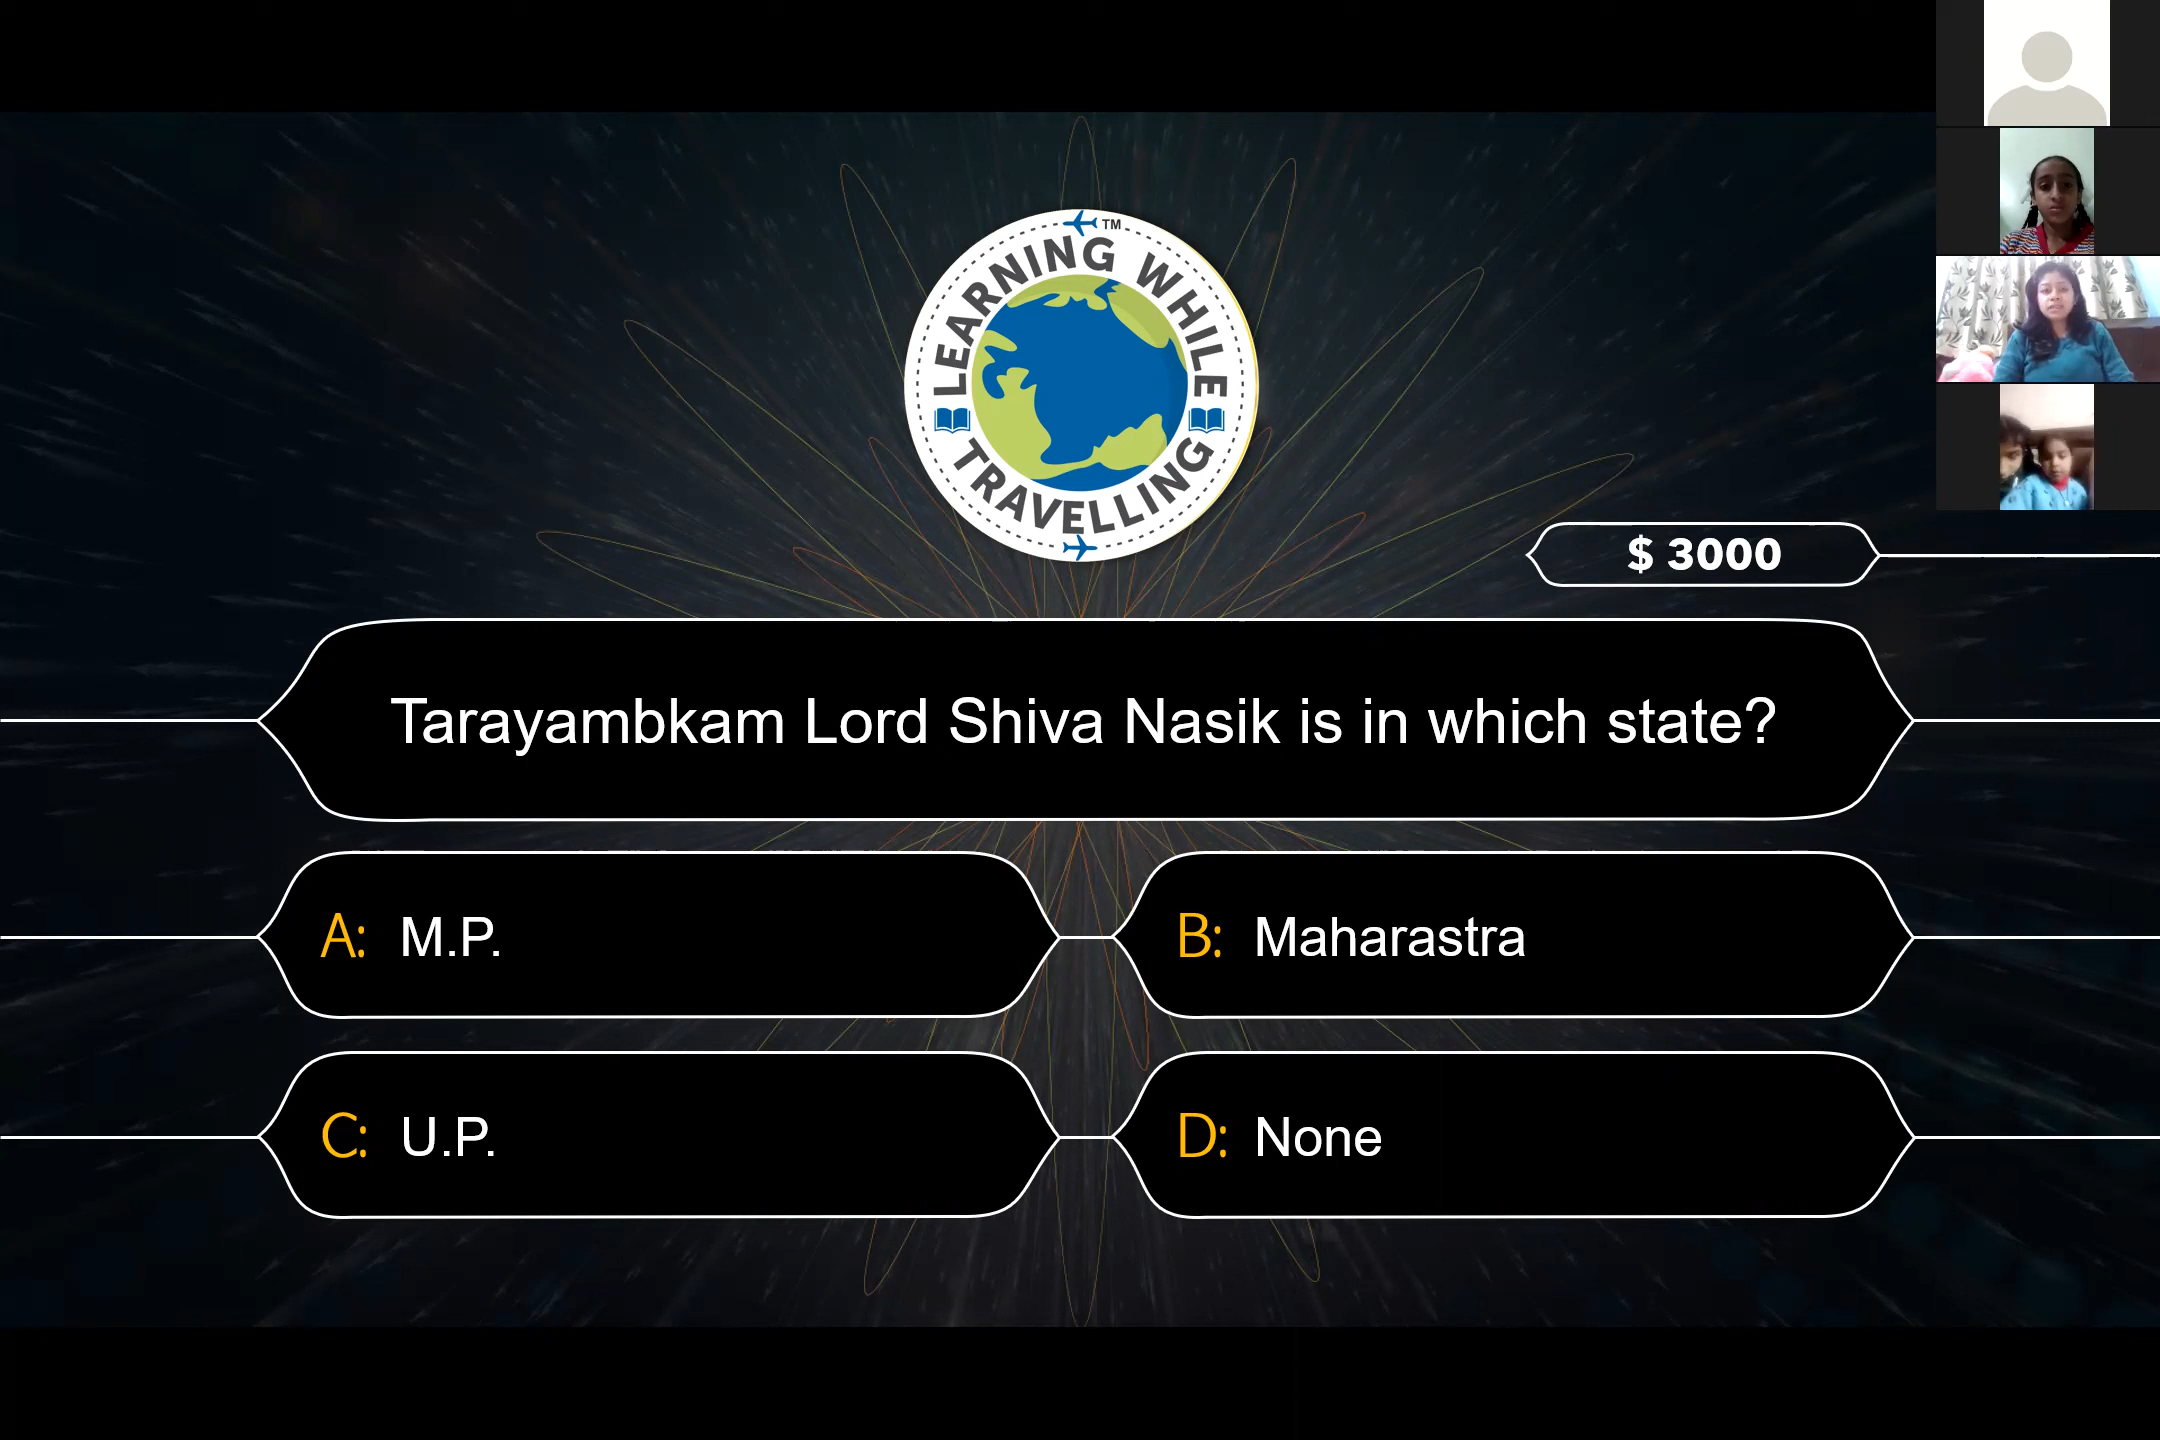 LEARNING WHILE
TRAVELLING
TM
$ 3000
Tarayambkam Lord Shiva Nasik is in which state?
A: M.P.
B: Maharastra
C: U.P.
D: None